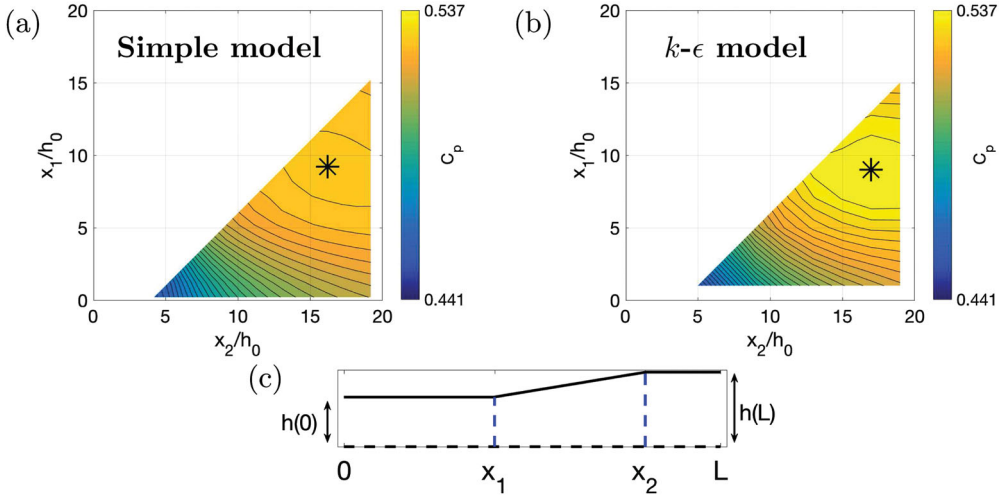 (a)
Simple model
20
15
10
5
0
x₁/h₀
0 5 10 15 20
x₂/h₀
0.537
Cₚ
0.441
(b)
k-ϵ model
20
15
10
5
0
x₁/h₀
0 5 10 15 20
x₂/h₀
0.537
Cₚ
0.441
(c)
h(0)
h(L)
0 x₁ x₂ L